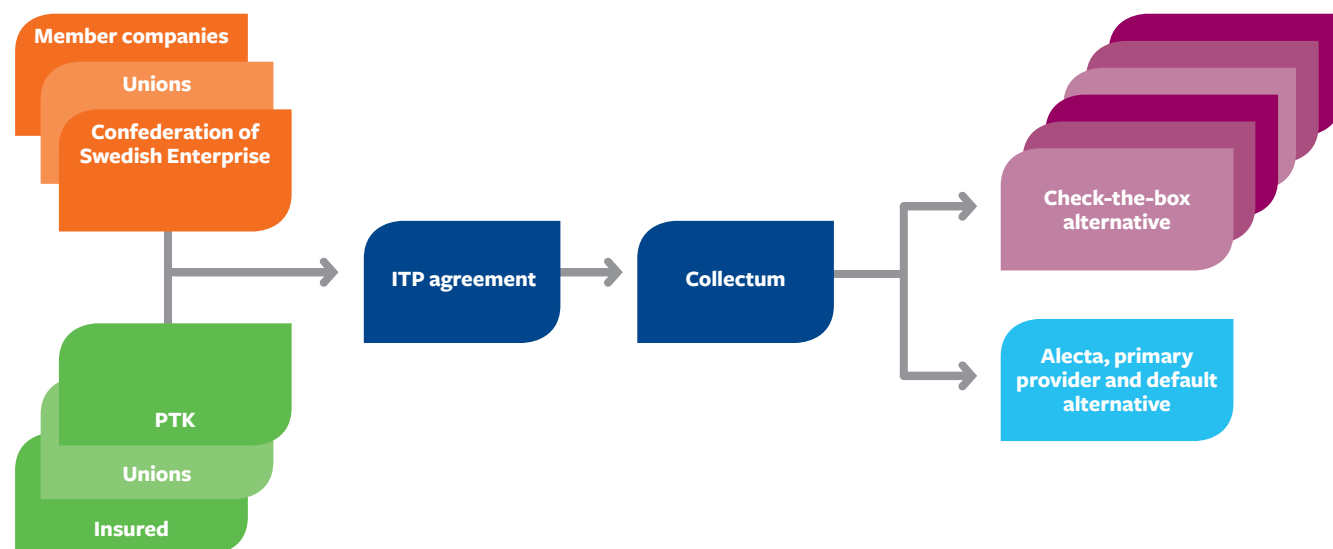 Member companies
Unions
Confederation of
Swedish Enterprise
ITP agreement
Collectum
Check-the-box
alternative
Alecta, primary
provider and default
alternative
PTK
Unions
Insured